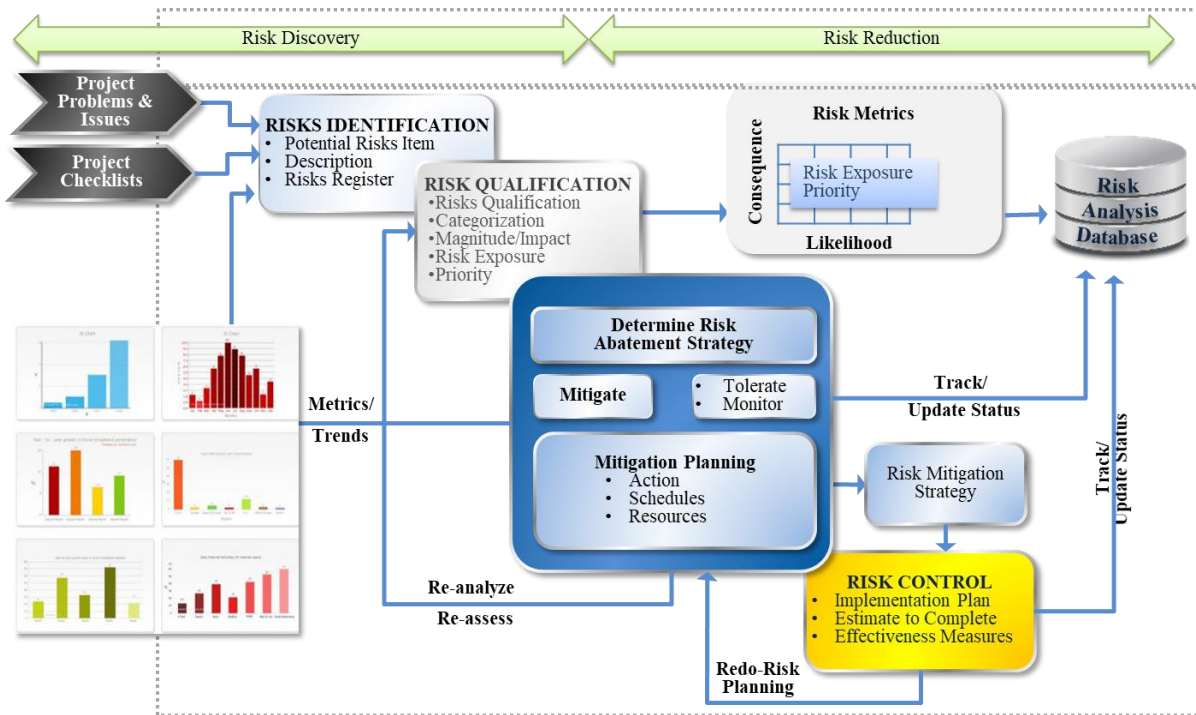 Risk Discovery
Risk Reduction
Project
Problems &
Issues
Project
Checklists
RISKS IDENTIFICATION
• Potential Risks Item
• Description
• Risks Register
RISK QUALIFICATION
•Risks Qualification
•Categorization
•Magnitude/Impact
•Risk Exposure
•Priority
Risk Metrics
Consequence
Risk Exposure
Priority
Likelihood
Risk
Analysis
Database
Determine Risk
Abatement Strategy
Mitigate
• Tolerate
• Monitor
Mitigation Planning
• Action
• Schedules
• Resources
Metrics/
Trends
Track/
Update Status
Track/
Update Status
Risk Mitigation
Strategy
RISK CONTROL
• Implementation Plan
• Estimate to Complete
• Effectiveness Measures
Re-analyze
Re-assess
Redo-Risk
Planning